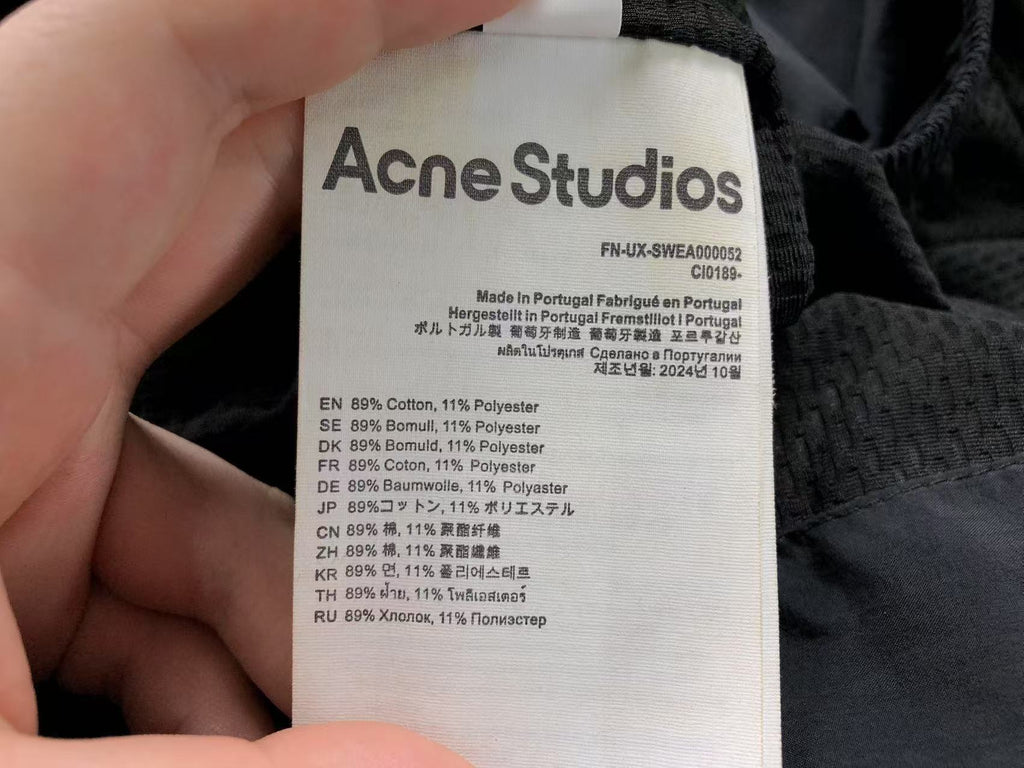 Acne Studios
FN-UX-SWEA000052
CI0189-
Made in Portugal Fabrigué en Portugal
Hergestellt in Portugal Fremstillot i Portugal
ポルトガル製 葡萄牙制造 葡萄牙製造 포르투갈산
ผลิตในโปรตุเกส Сделано в Португалии
제조년월: 2024년 10월
EN 89% Cotton, 11% Polyester
SE 89% Bomull, 11% Polyester
DK 89% Bomuld, 11% Polyester
FR 89% Coton, 11% Polyester
DE 89% Baumwolle, 11% Polyaster
JP 89%コットン, 11% ポリエステル
CN 89% 棉, 11% 聚酯纤维
ZH 89% 棉, 11% 聚酯纖維
KR 89% 면, 11% 폴리에스테르
TH 89% ฝ้าย, 11% โพลิเอสเตอร์
RU 89% Хлопок, 11% Полиэстер